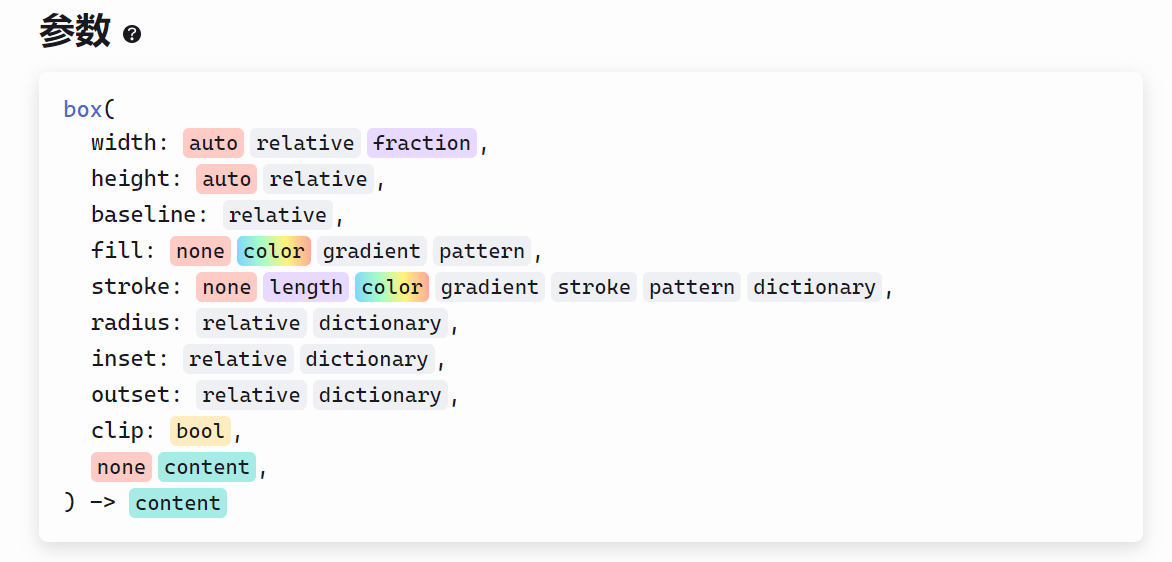 参数 ?
box(
width: auto relative fraction,
height: auto relative,
baseline: relative,
fill: none color gradient pattern,
stroke: none length color gradient stroke pattern dictionary,
radius: relative dictionary,
inset: relative dictionary,
outset: relative dictionary,
clip: bool,
none content,
) -> content